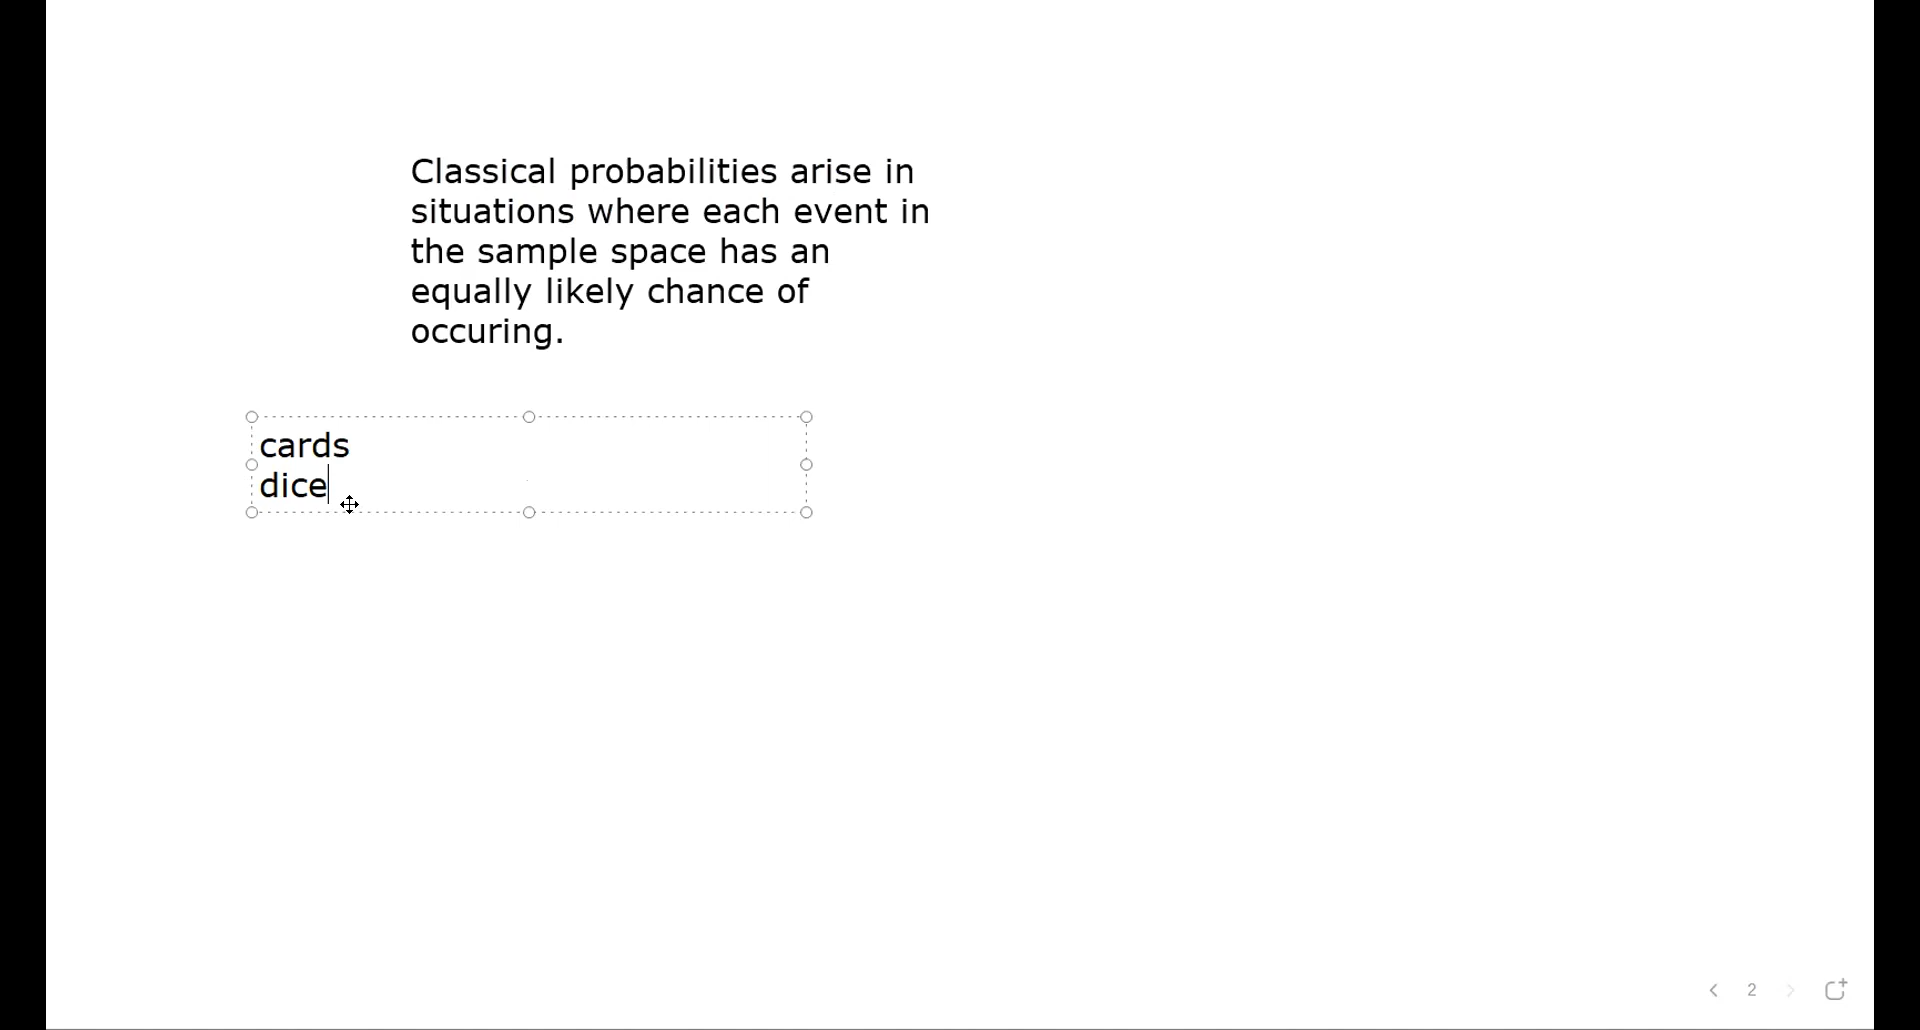 Classical probabilities arise in
situations where each event in
the sample space has an
equally likely chance of
occuring.
cards
dice
2